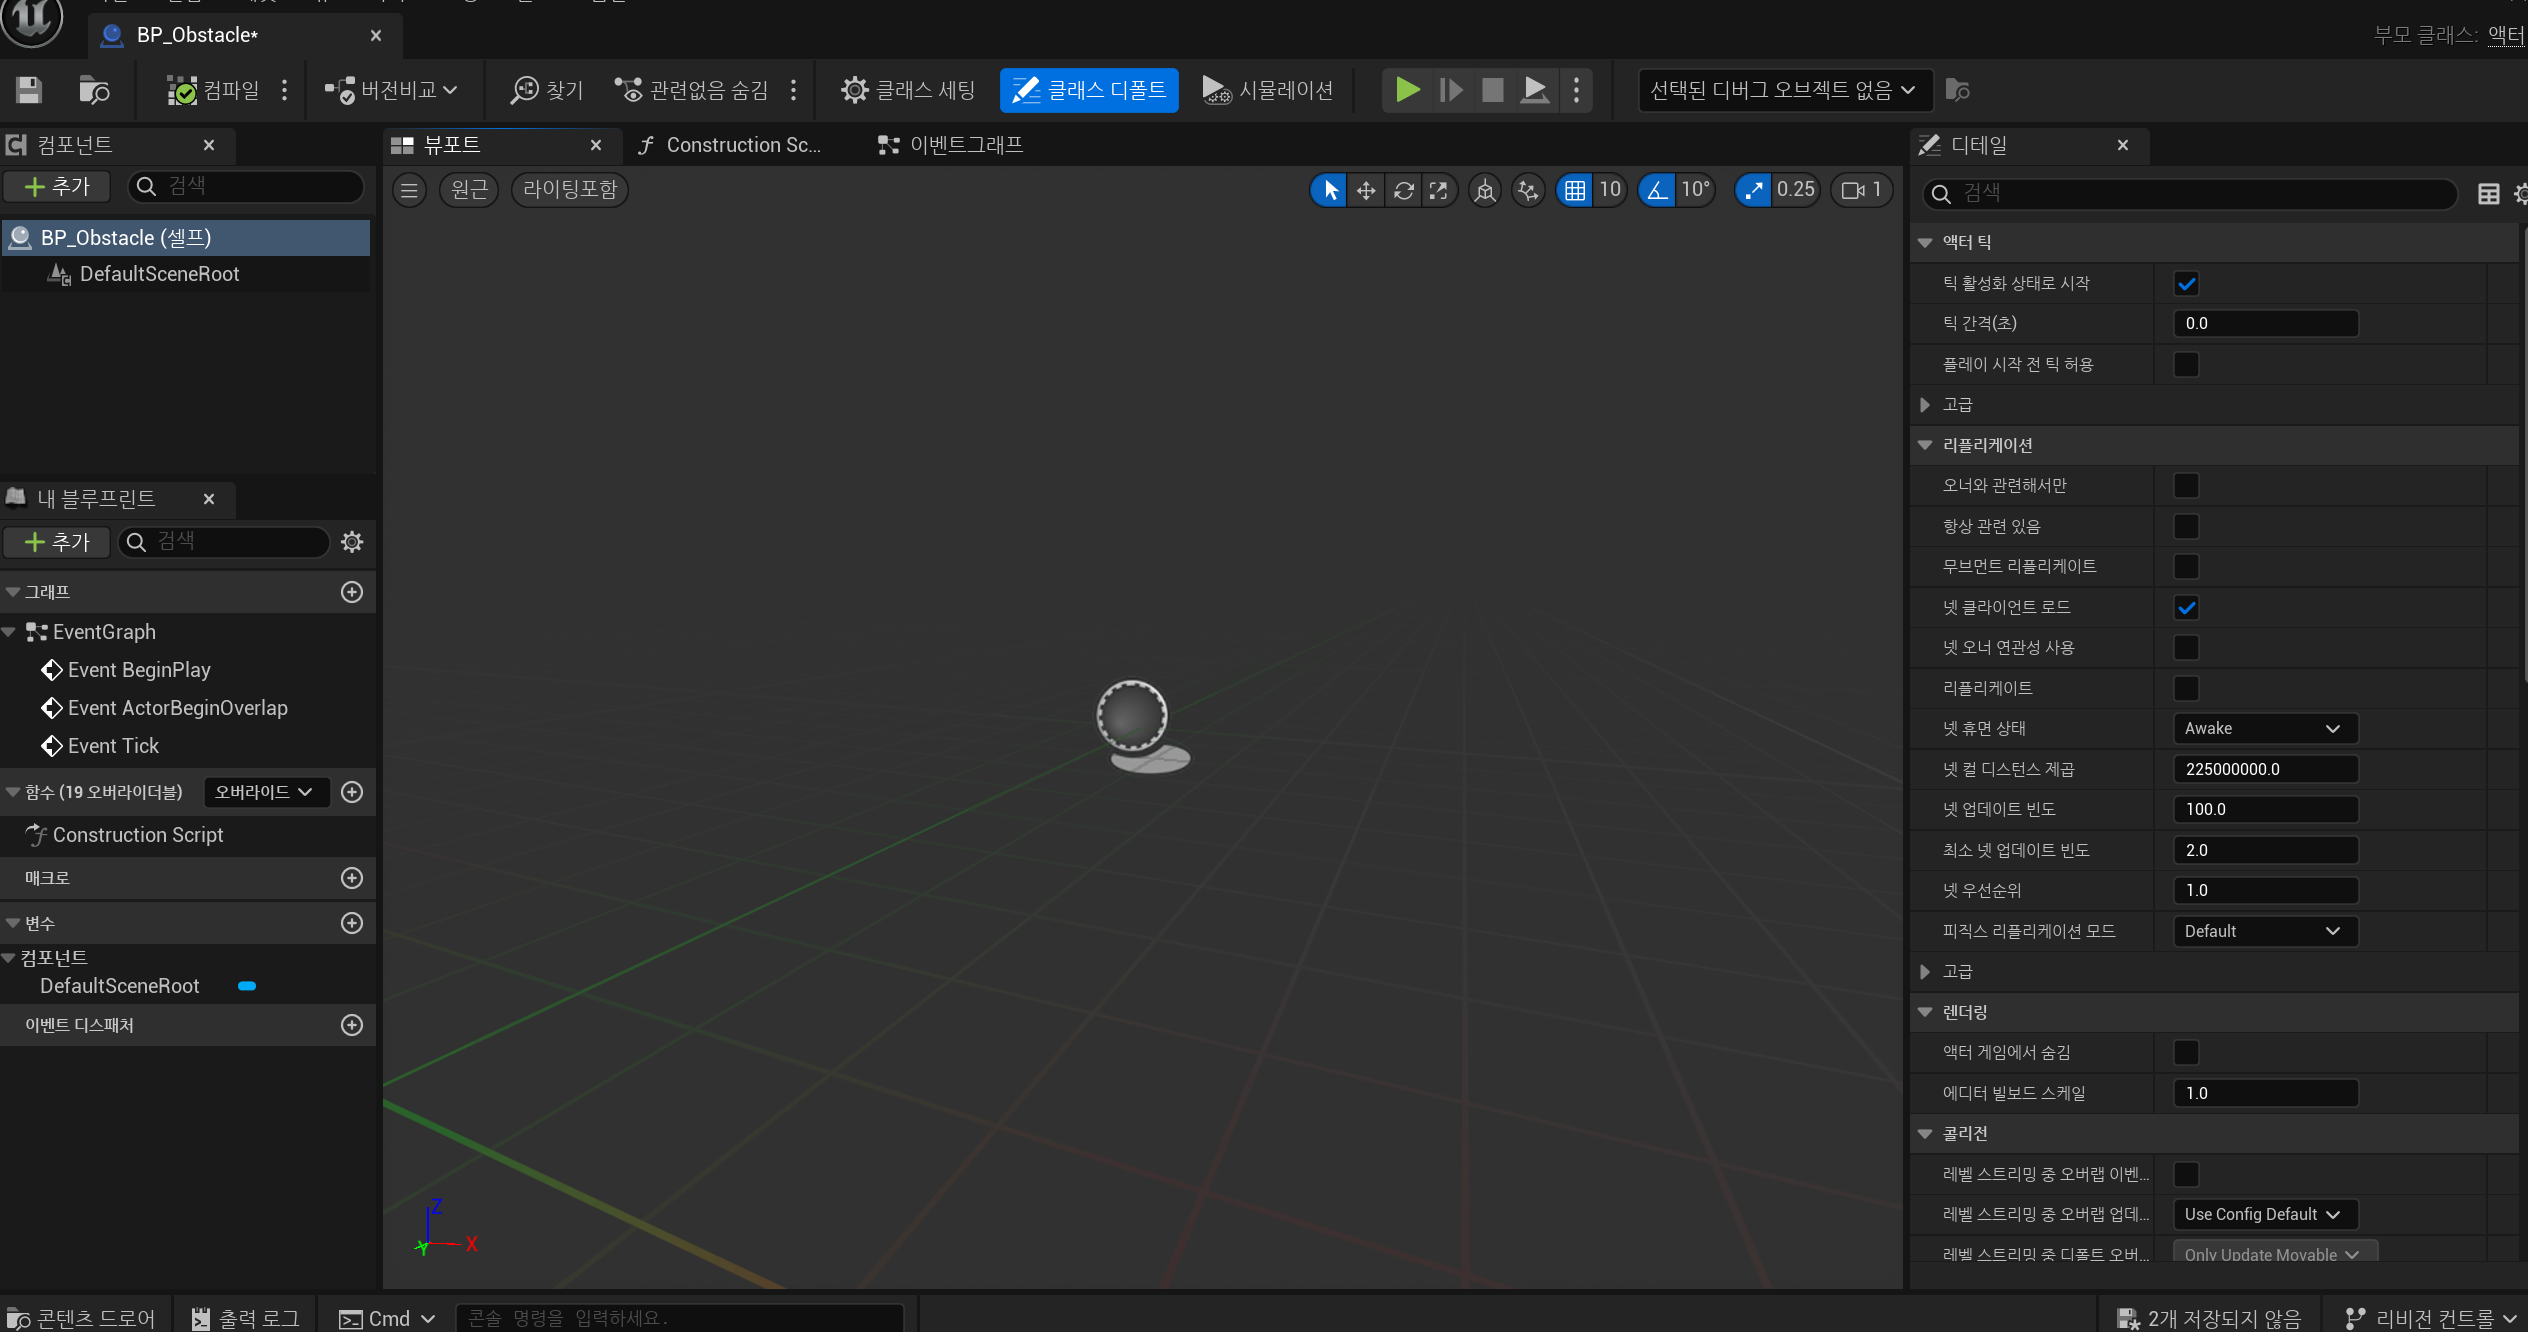 BP_Obstacle*
부모 클래스: 액터
컴파일
버전비교
찾기
관련없음 숨김
클래스 세팅
클래스 디폴트
시뮬레이션
선택된 디버그 오브젝트 없음
컴포넌트
추가
검색
BP_Obstacle (셀프)
DefaultSceneRoot
내 블루프린트
추가
검색
그래프
EventGraph
Event BeginPlay
Event ActorBeginOverlap
Event Tick
함수 (19 오버라이더블)
오버라이드
Construction Script
매크로
변수
컴포넌트
DefaultSceneRoot
이벤트 디스패처
뷰포트
Construction Sc...
이벤트그래프
원근
라이팅포함
10
10°
0.25
1
Z
X
Y
디테일
검색
액터 틱
틱 활성화 상태로 시작
틱 간격(초)
0.0
플레이 시작 전 틱 허용
고급
리플리케이션
오너와 관련해서만
항상 관련 있음
무브먼트 리플리케이트
넷 클라이언트 로드
넷 오너 연관성 사용
리플리케이트
넷 휴면 상태
Awake
넷 컬 디스턴스 제곱
225000000.0
넷 업데이트 빈도
100.0
최소 넷 업데이트 빈도
2.0
넷 우선순위
1.0
피직스 리플리케이션 모드
Default
고급
렌더링
액터 게임에서 숨김
에디터 빌보드 스케일
1.0
콜리전
레벨 스트리밍 중 오버랩 이벤...
레벨 스트리밍 중 오버랩 업데...
Use Config Default
레벨 스트리밍 중 디폴트 오버...
Only Update Movable
콘텐츠 드로어
출력 로그
Cmd
콘솔 명령을 입력하세요.
2개 저장되지 않음
리비전 컨트롤